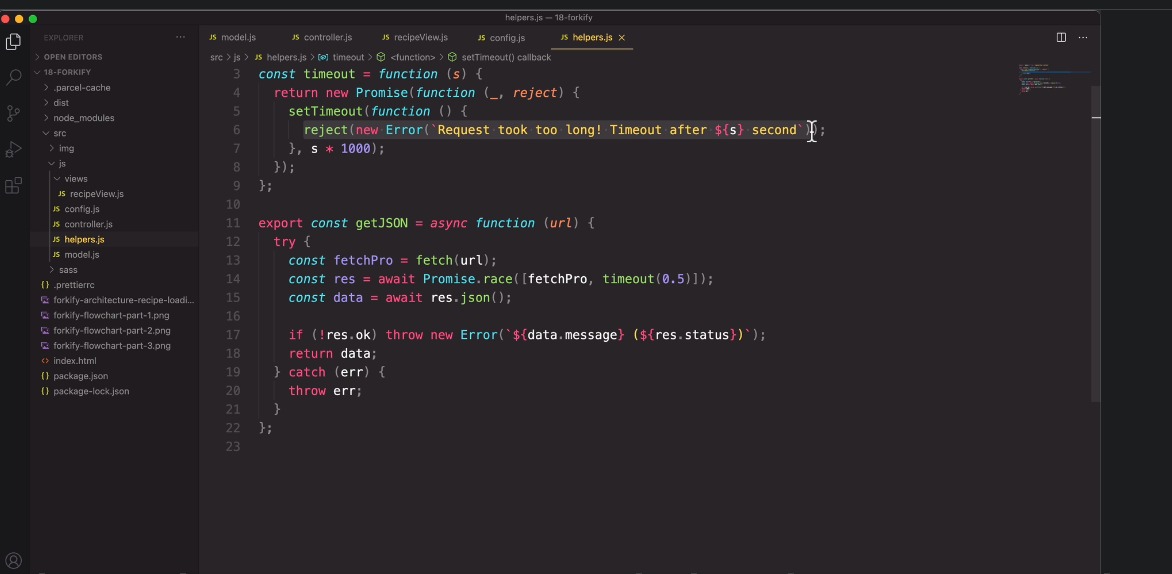 helpers.js — 18-forkify
EXPLORER ...
JS model.js JS controller.js JS recipeView.js JS config.js JS helpers.js
OPEN EDITORS
src > js > JS helpers.js > timeout > <function> > setTimeout() callback
18-FORKIFY
.parcel-cache
dist
node_modules
src
img
js
views
JS recipeView.js
JS config.js
JS controller.js
JS helpers.js
JS model.js
sass
{} .prettierrc
forkify-architecture-recipe-loadi...
forkify-flowchart-part-1.png
forkify-flowchart-part-2.png
forkify-flowchart-part-3.png
<> index.html
{} package.json
{} package-lock.json
3 const timeout = function (s) {
4 return new Promise(function (_, reject) {
5 setTimeout(function () {
6 reject(new Error(`Request took too long! Timeout after ${s} second`));
7 }, s * 1000);
8 });
9 };
10
11 export const getJSON = async function (url) {
12 try {
13 const fetchPro = fetch(url);
14 const res = await Promise.race([fetchPro, timeout(0.5)]);
15 const data = await res.json();
16
17 if (!res.ok) throw new Error(`${data.message} (${res.status})`);
18 return data;
19 } catch (err) {
20 throw err;
21 }
22 };
23